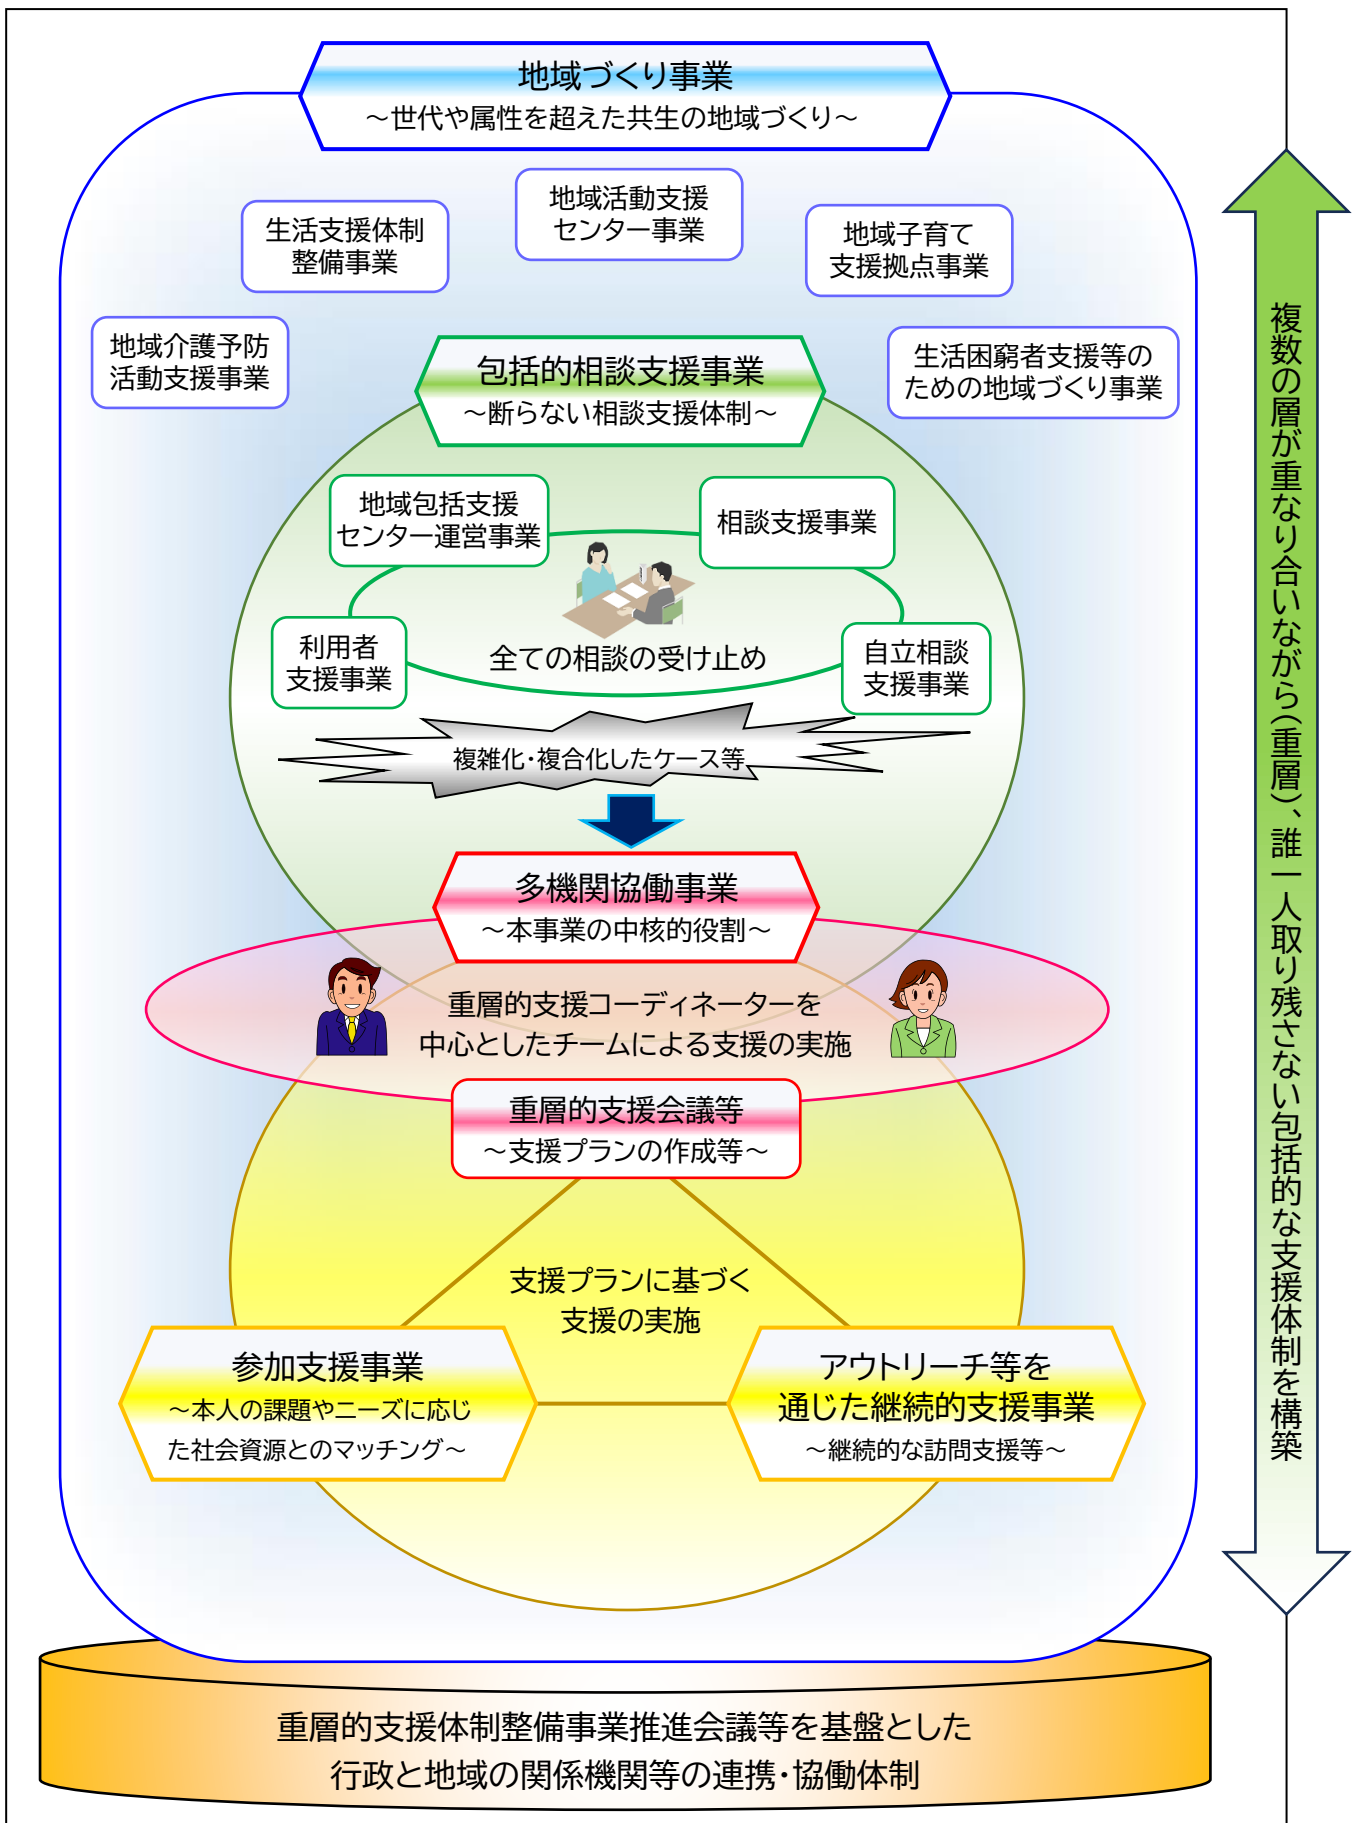 地域づくり事業
～世代や属性を超えた共生の地域づくり～
地域活動支援
センター事業
生活支援体制
整備事業
地域子育て
支援拠点事業
地域介護予防
活動支援事業
生活困窮者支援等の
ための地域づくり事業
包括的相談支援事業
～断らない相談支援体制～
地域包括支援
センター運営事業
相談支援事業
利用者
支援事業
自立相談
支援事業
全ての相談の受け止め
複雑化・複合化したケース等
多機関協働事業
～本事業の中核的役割～
重層的支援コーディネーターを
中心としたチームによる支援の実施
重層的支援会議等
～支援プランの作成等～
支援プランに基づく
支援の実施
参加支援事業
～本人の課題やニーズに応じ
た社会資源とのマッチング～
アウトリーチ等を
通じた継続的支援事業
～継続的な訪問支援等～
重層的支援体制整備事業推進会議等を基盤とした
行政と地域の関係機関等の連携・協働体制
複数の層が重なり合いながら(重層)、誰一人取り残さない包括的な支援体制を構築